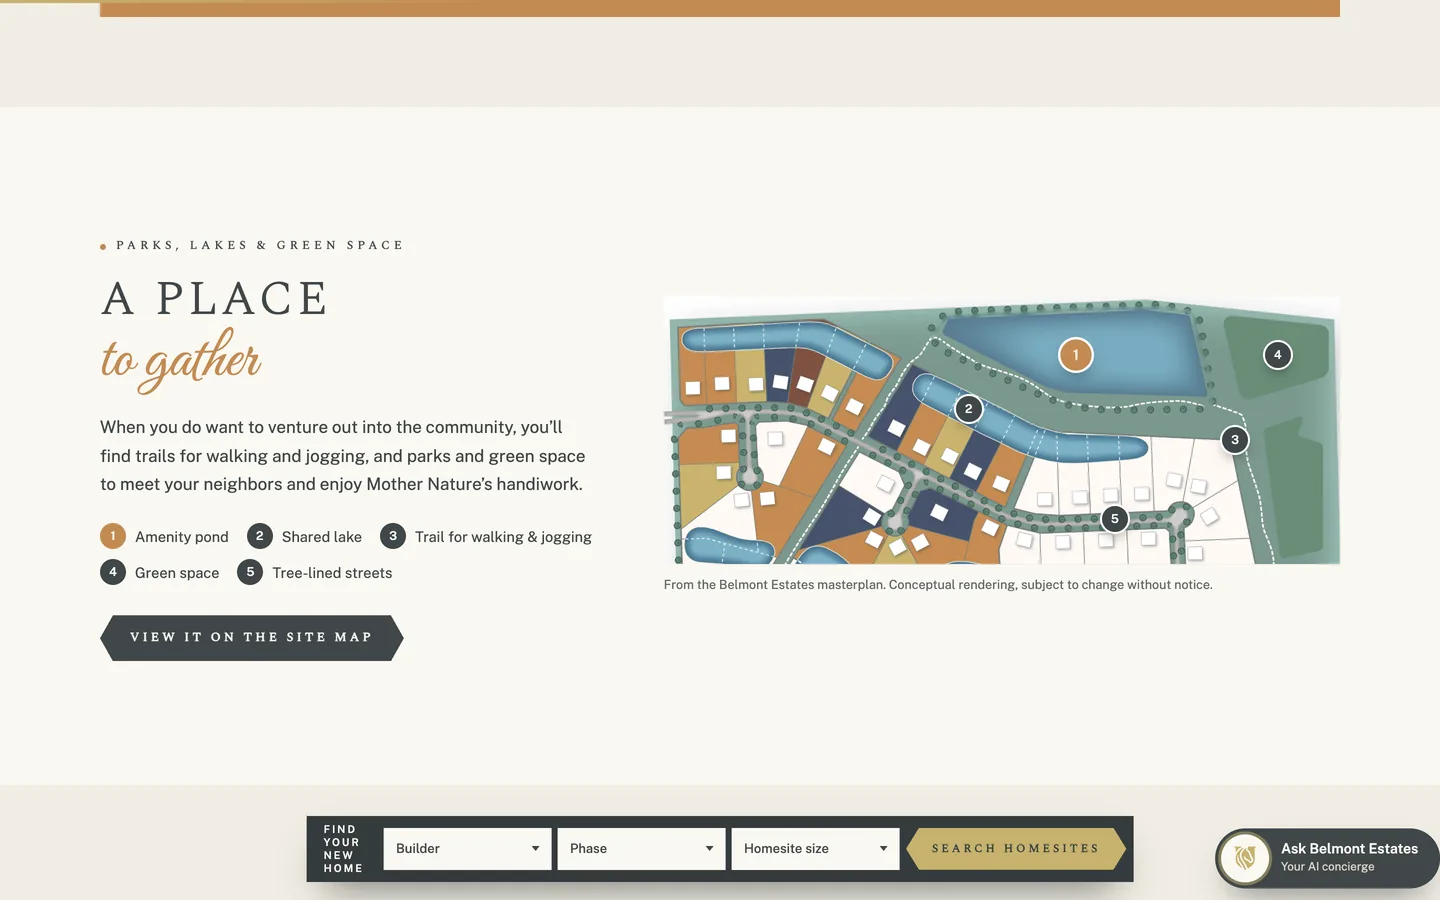 PARKS, LAKES & GREEN SPACE
A PLACE
to gather
When you do want to venture out into the community, you’ll
find trails for walking and jogging, and parks and green space
to meet your neighbors and enjoy Mother Nature’s handiwork.
1 Amenity pond 2 Shared lake 3 Trail for walking & jogging
4 Green space 5 Tree-lined streets
VIEW IT ON THE SITE MAP
1
4
2
3
5
From the Belmont Estates masterplan. Conceptual rendering, subject to change without notice.
FIND
YOUR
NEW
HOME
Builder
Phase
Homesite size
SEARCH HOMESITES
Ask Belmont Estates
Your AI concierge